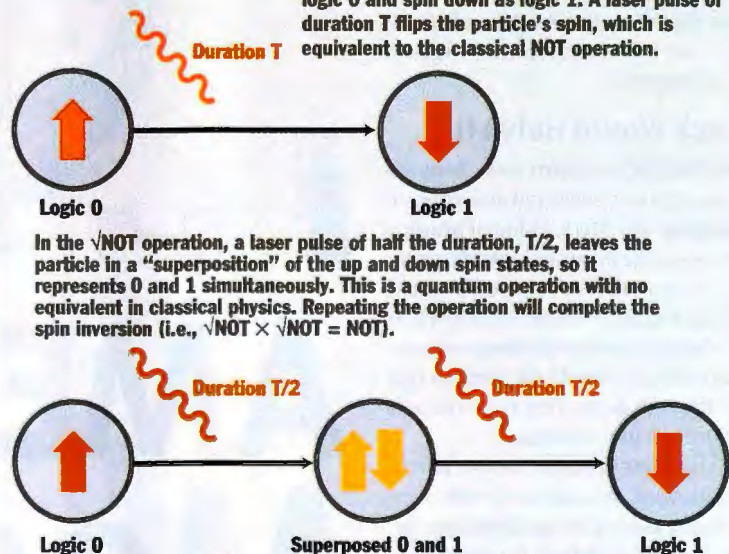 logic 0 and spin down as logic 1. A laser pulse of
duration T flips the particle's spin, which is
equivalent to the classical NOT operation.
Duration T
Logic 0
Logic 1
In the √NOT operation, a laser pulse of half the duration, T/2, leaves the
particle in a “superposition” of the up and down spin states, so it
represents 0 and 1 simultaneously. This is a quantum operation with no
equivalent in classical physics. Repeating the operation will complete the
spin inversion (i.e., √NOT × √NOT = NOT).
Duration T/2
Duration T/2
Logic 0
Superposed 0 and 1
Logic 1